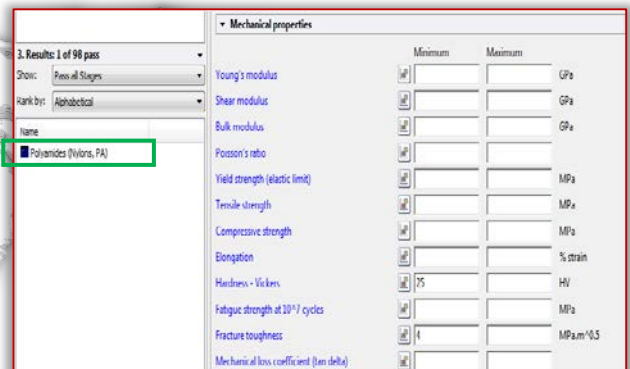 Mechanical properties
3. Results: 1 of 98 pass
Show: Pass all Stages
Rank by: Alphabetical
Name
Polyamides (Nylons, PA)
Minimum Maximum
Young's modulus GPa
Shear modulus GPa
Bulk modulus GPa
Poisson's ratio
Yield strength (elastic limit) MPa
Tensile strength MPa
Compressive strength MPa
Elongation % strain
Hardness - Vickers 25 HV
Fatigue strength at 10^7 cycles MPa
Fracture toughness 4 MPa.m^0.5
Mechanical loss coefficient (tan delta)